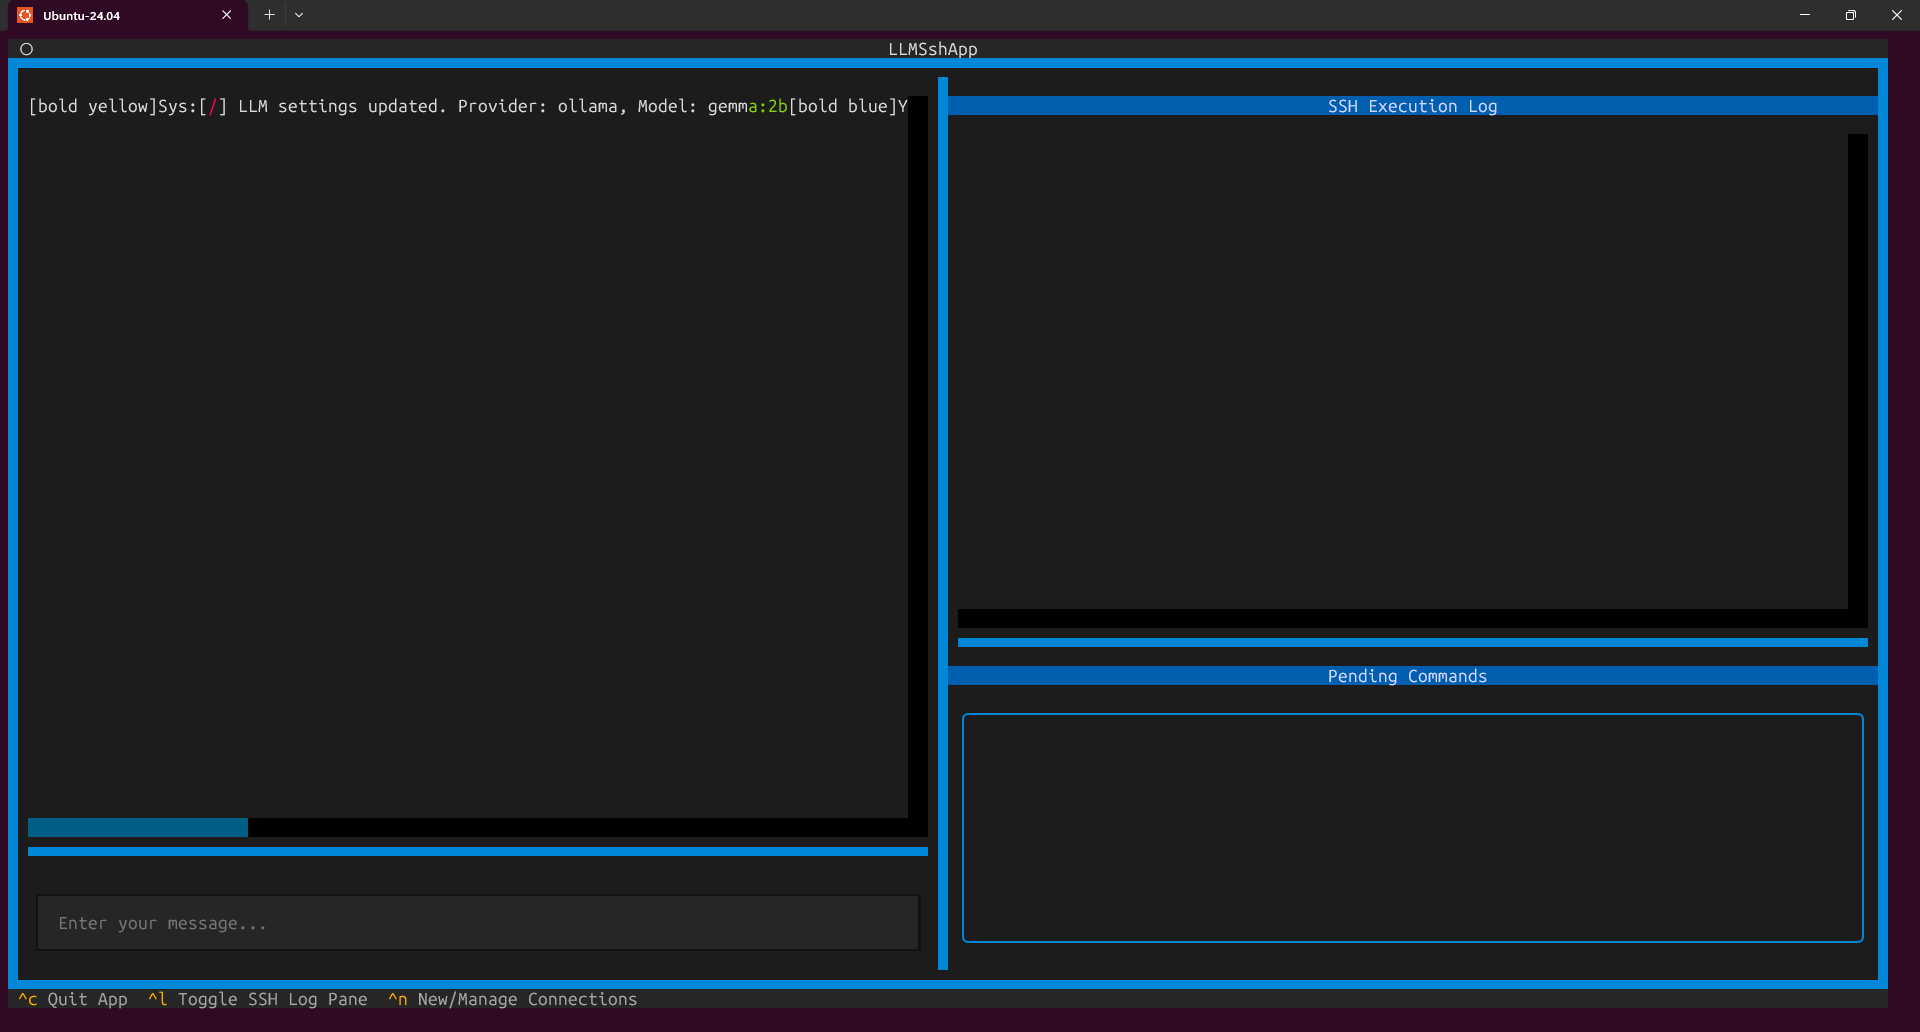 Ubuntu-24.04
LLMSshApp
[bold yellow]Sys:[/] LLM settings updated. Provider: ollama, Model: gemma:2b[bold blue]Y
SSH Execution Log
Pending Commands
Enter your message...
^c Quit App ^l Toggle SSH Log Pane ^n New/Manage Connections